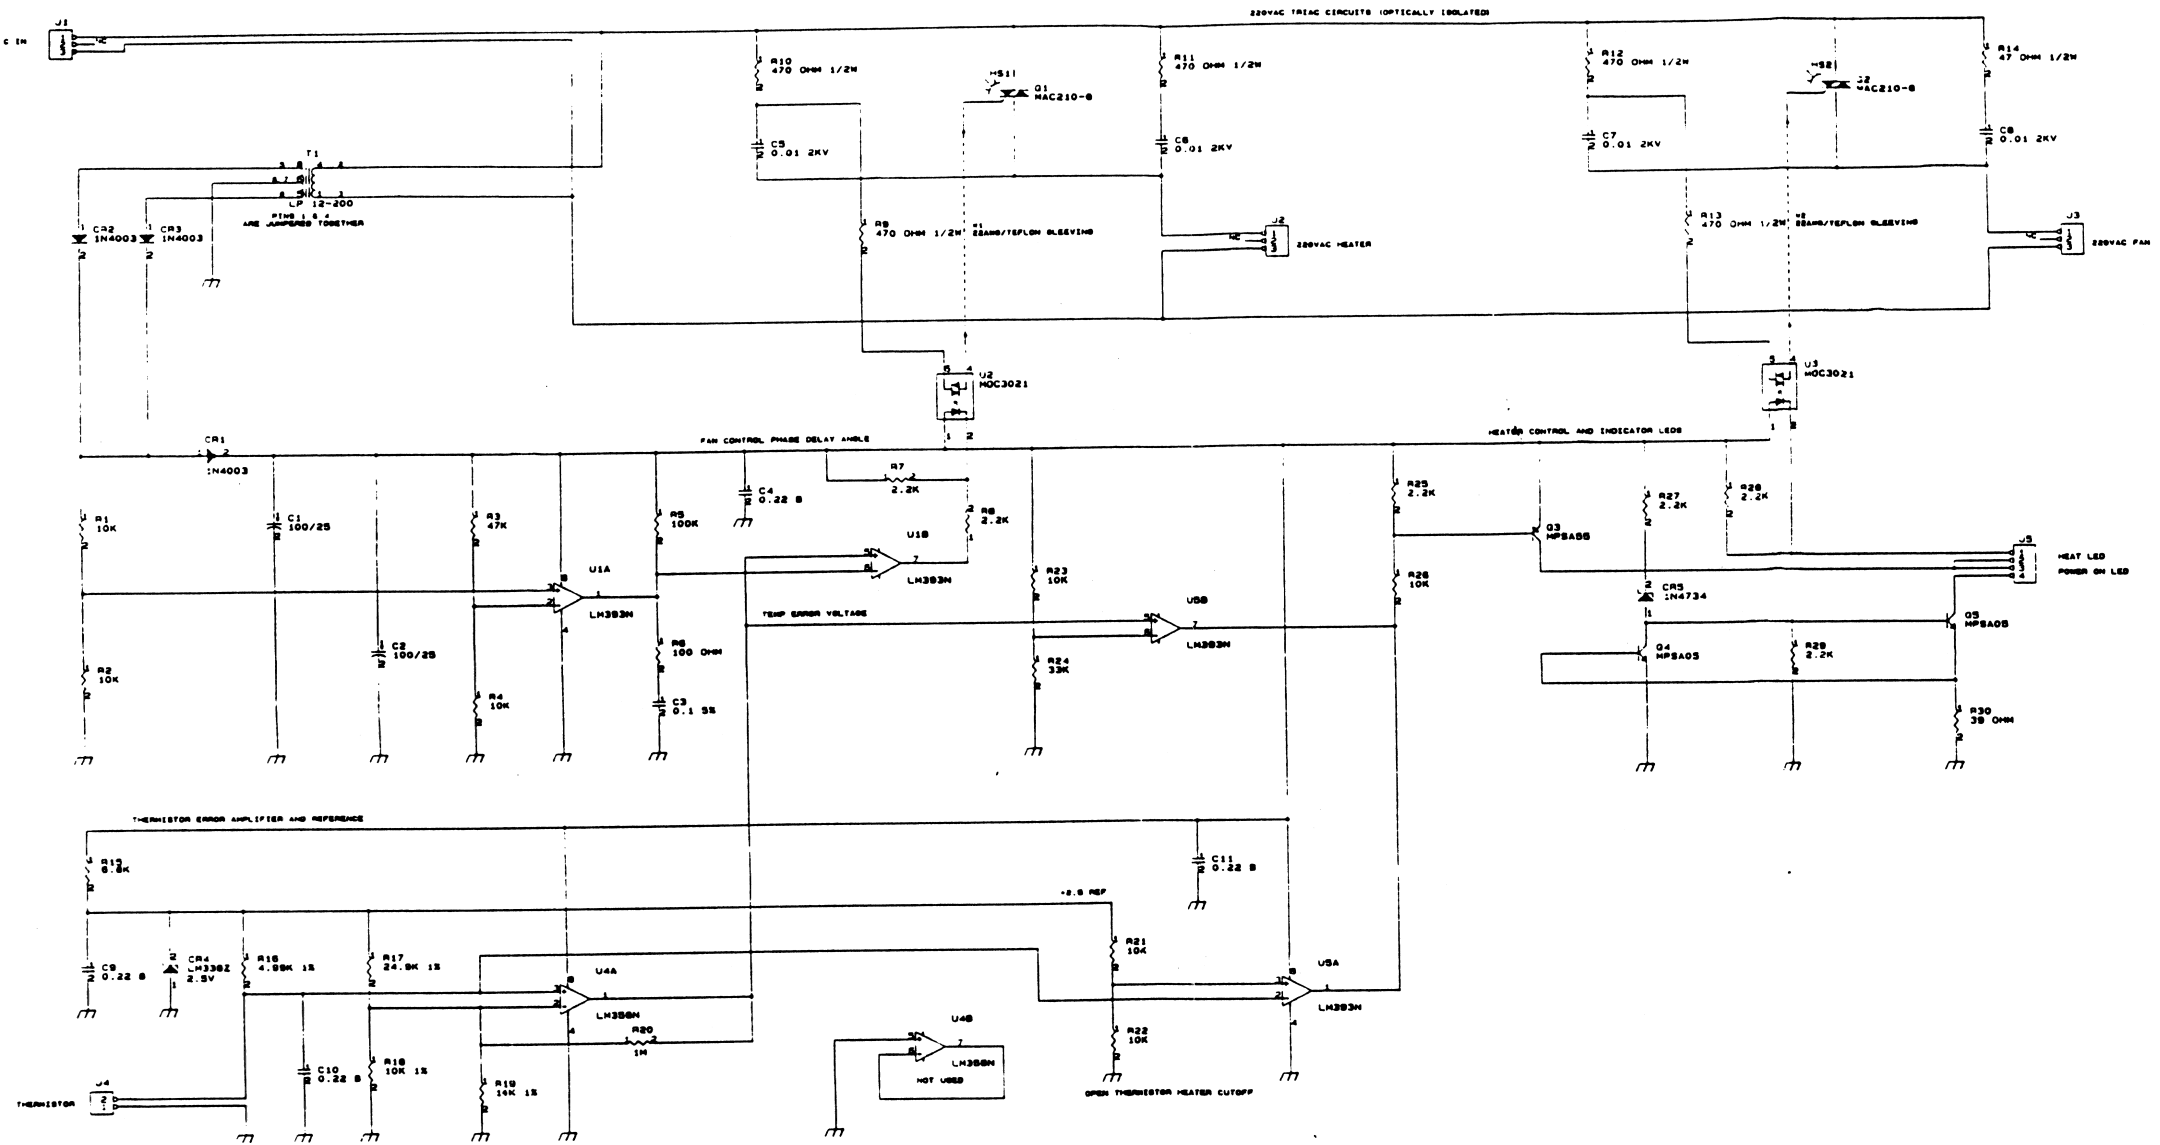 220VAC TRIAC CIRCUITS (OPTICALLY ISOLATED)
J1
C IN
R10
470 OHM 1/2W
HS1
Q1
MAC210-8
R11
470 OHM 1/2W
R12
470 OHM 1/2W
HS2
MAC210-8
R14
47 OHM 1/2W
C5
0.01 2KV
0.01 2KV
C7
0.01 2KV
0.01 2KV
T1
LP 12-200
PINS 1 & 4
ARE JUMPERED TOGETHER
CR2
1N4003
CR3
1N4003
R9
470 OHM 1/2W
22AWG/TEFLON SLEEVING
J2
220VAC HEATER
R13
470 OHM 1/2W
22AWG/TEFLON SLEEVING
J3
220VAC FAN
U2
MOC3021
U3
MOC3021
CR1
1N4003
FAN CONTROL PHASE DELAY ANGLE
HEATER CONTROL AND INDICATOR LEDS
R1
10K
C1
100/25
R3
47K
R5
100K
C4
0.22 B
R7
2.2K
R8
2.2K
U1B
LM393N
R25
2.2K
Q3
MPSA55
R27
2.2K
R28
2.2K
J5
HEAT LED
POWER ON LED
U1A
LM393N
R23
10K
R26
10K
CR5
1N4734
TEMP ERROR VOLTAGE
U5B
LM393N
Q5
MPSA05
R2
10K
C2
100/25
R4
10K
R6
100 OHM
C3
0.1 5%
R24
33K
Q4
MPSA05
R29
2.2K
R30
39 OHM
THERMISTOR ERROR AMPLIFIER AND REFERENCE
R15
6.8K
C11
0.22 B
+2.5 REF
C9
0.22 B
CR4
LM336Z
2.5V
R16
4.99K 1%
R17
24.9K 1%
U4A
LM358N
R21
10K
U5A
LM393N
R20
1M
U4B
LM358N
NOT USED
R22
10K
C10
0.22 B
R18
10K 1%
R19
14K 1%
J4
THERMISTOR
OPEN THERMISTOR HEATER CUTOFF